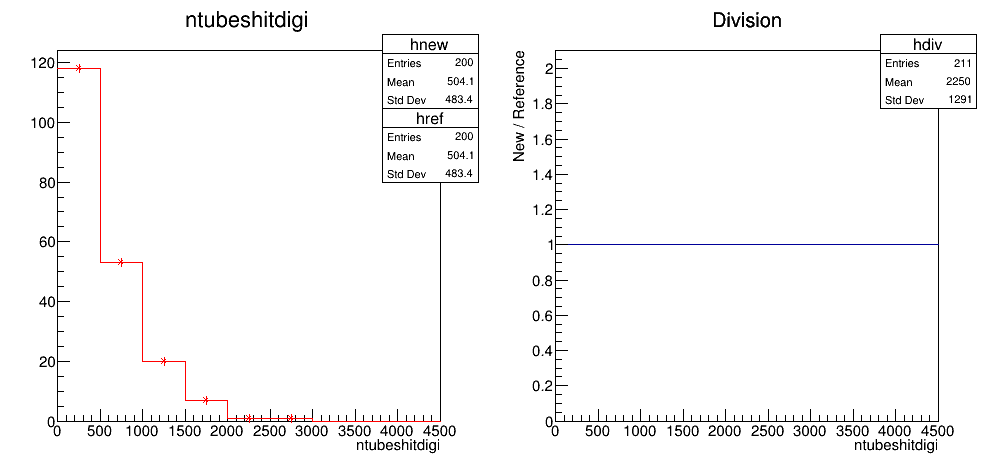 ntubeshitdigi
hnew
Entries 200
Mean 504.1
Std Dev 483.4
href
Entries 200
Mean 504.1
Std Dev 483.4
120
100
80
60
40
20
0
0 500 1000 1500 2000 2500 3000 3500 4000 4500
ntubeshitdigi
Division
hdiv
Entries 211
Mean 2250
Std Dev 1291
New / Reference
2
1.8
1.6
1.4
1.2
1
0.8
0.6
0.4
0.2
0
0 500 1000 1500 2000 2500 3000 3500 4000 4500
ntubeshitdigi